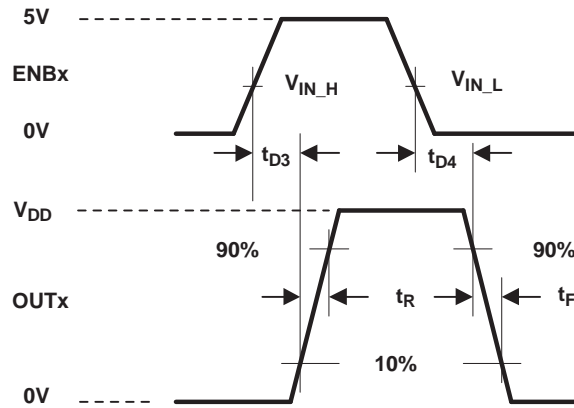 5V
ENBx
V_IN_H
V_IN_L
0V
t_D3
t_D4
V_DD
90%
90%
OUTx
t_R
t_F
10%
0V